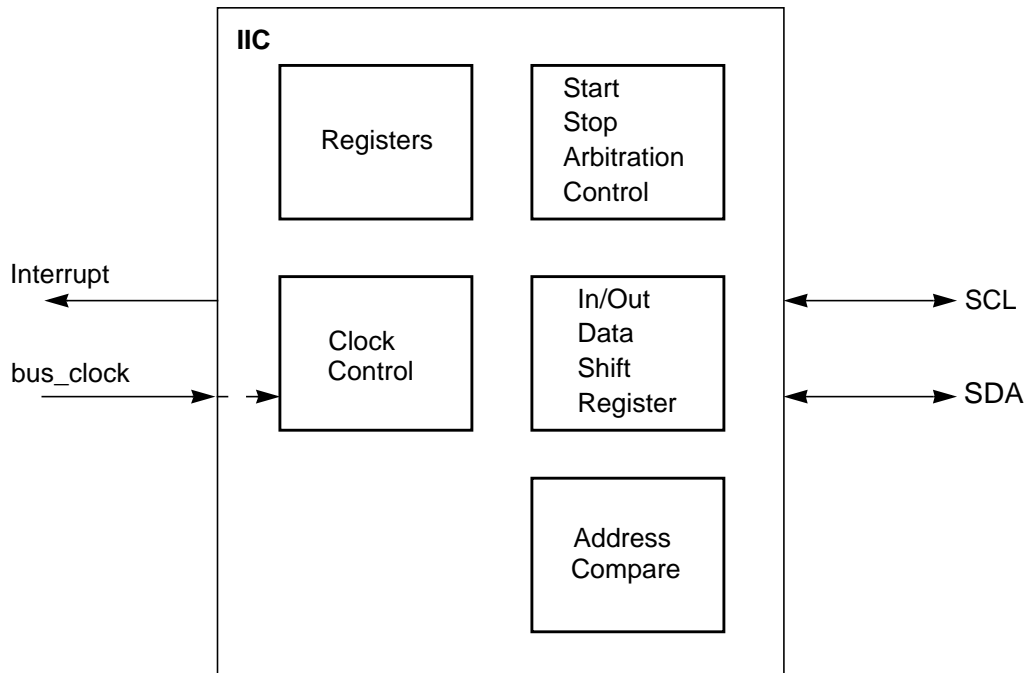 IIC
Registers
Start
Stop
Arbitration
Control
Interrupt
bus_clock
Clock
Control
In/Out
Data
Shift
Register
SCL
SDA
Address
Compare